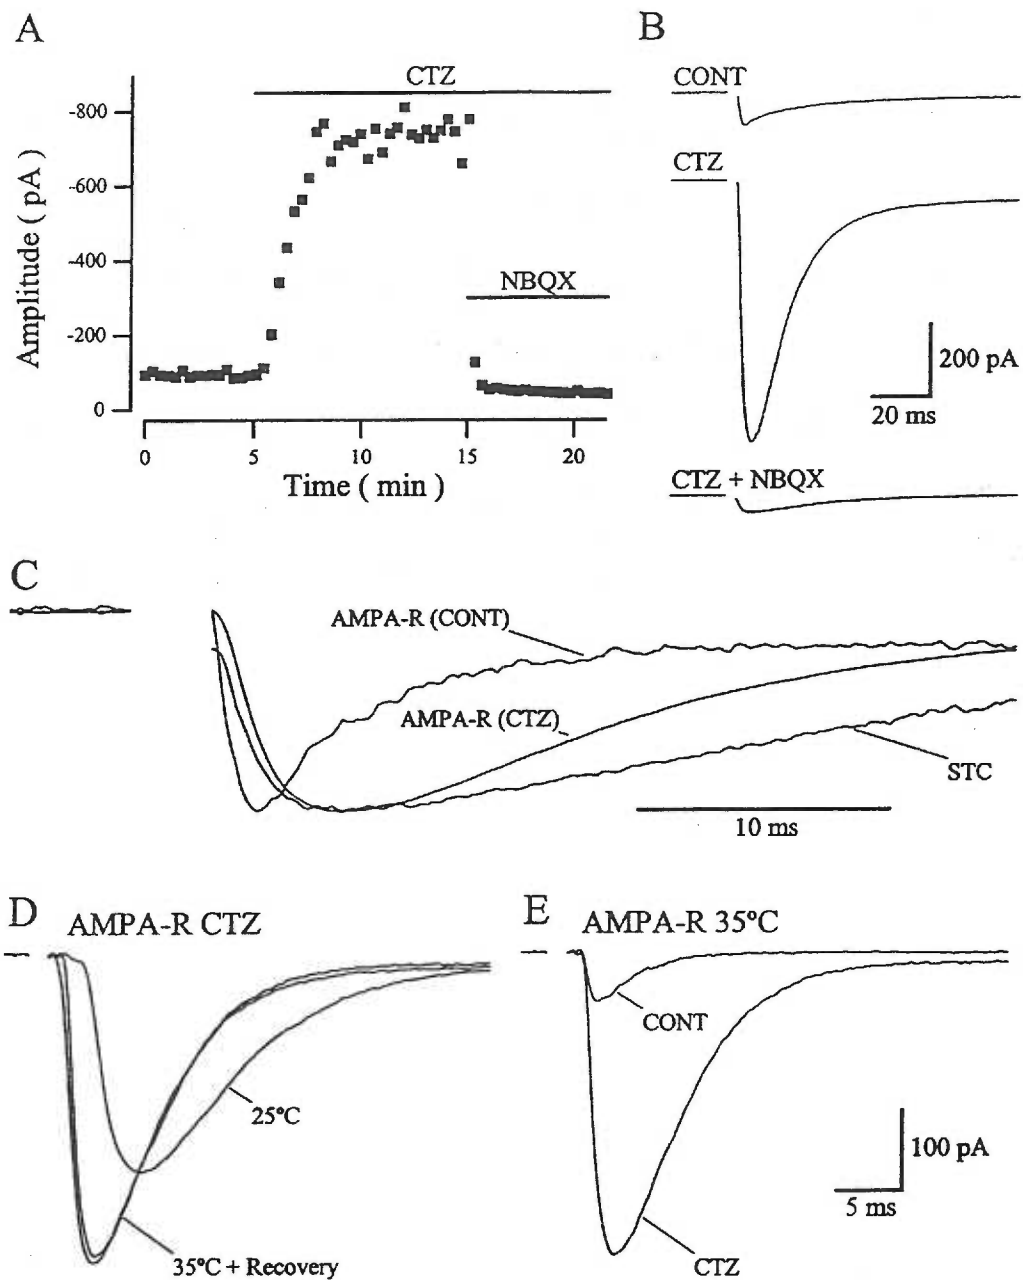 A
B
CTZ
CONT
-800
CTZ
-600
Amplitude ( pA )
-400
NBQX
-200
200 pA
20 ms
0
CTZ + NBQX
0
5
10
15
20
Time ( min )
C
AMPA-R (CONT)
AMPA-R (CTZ)
STC
10 ms
D
AMPA-R CTZ
E
AMPA-R 35°C
CONT
25°C
100 pA
5 ms
35°C + Recovery
CTZ